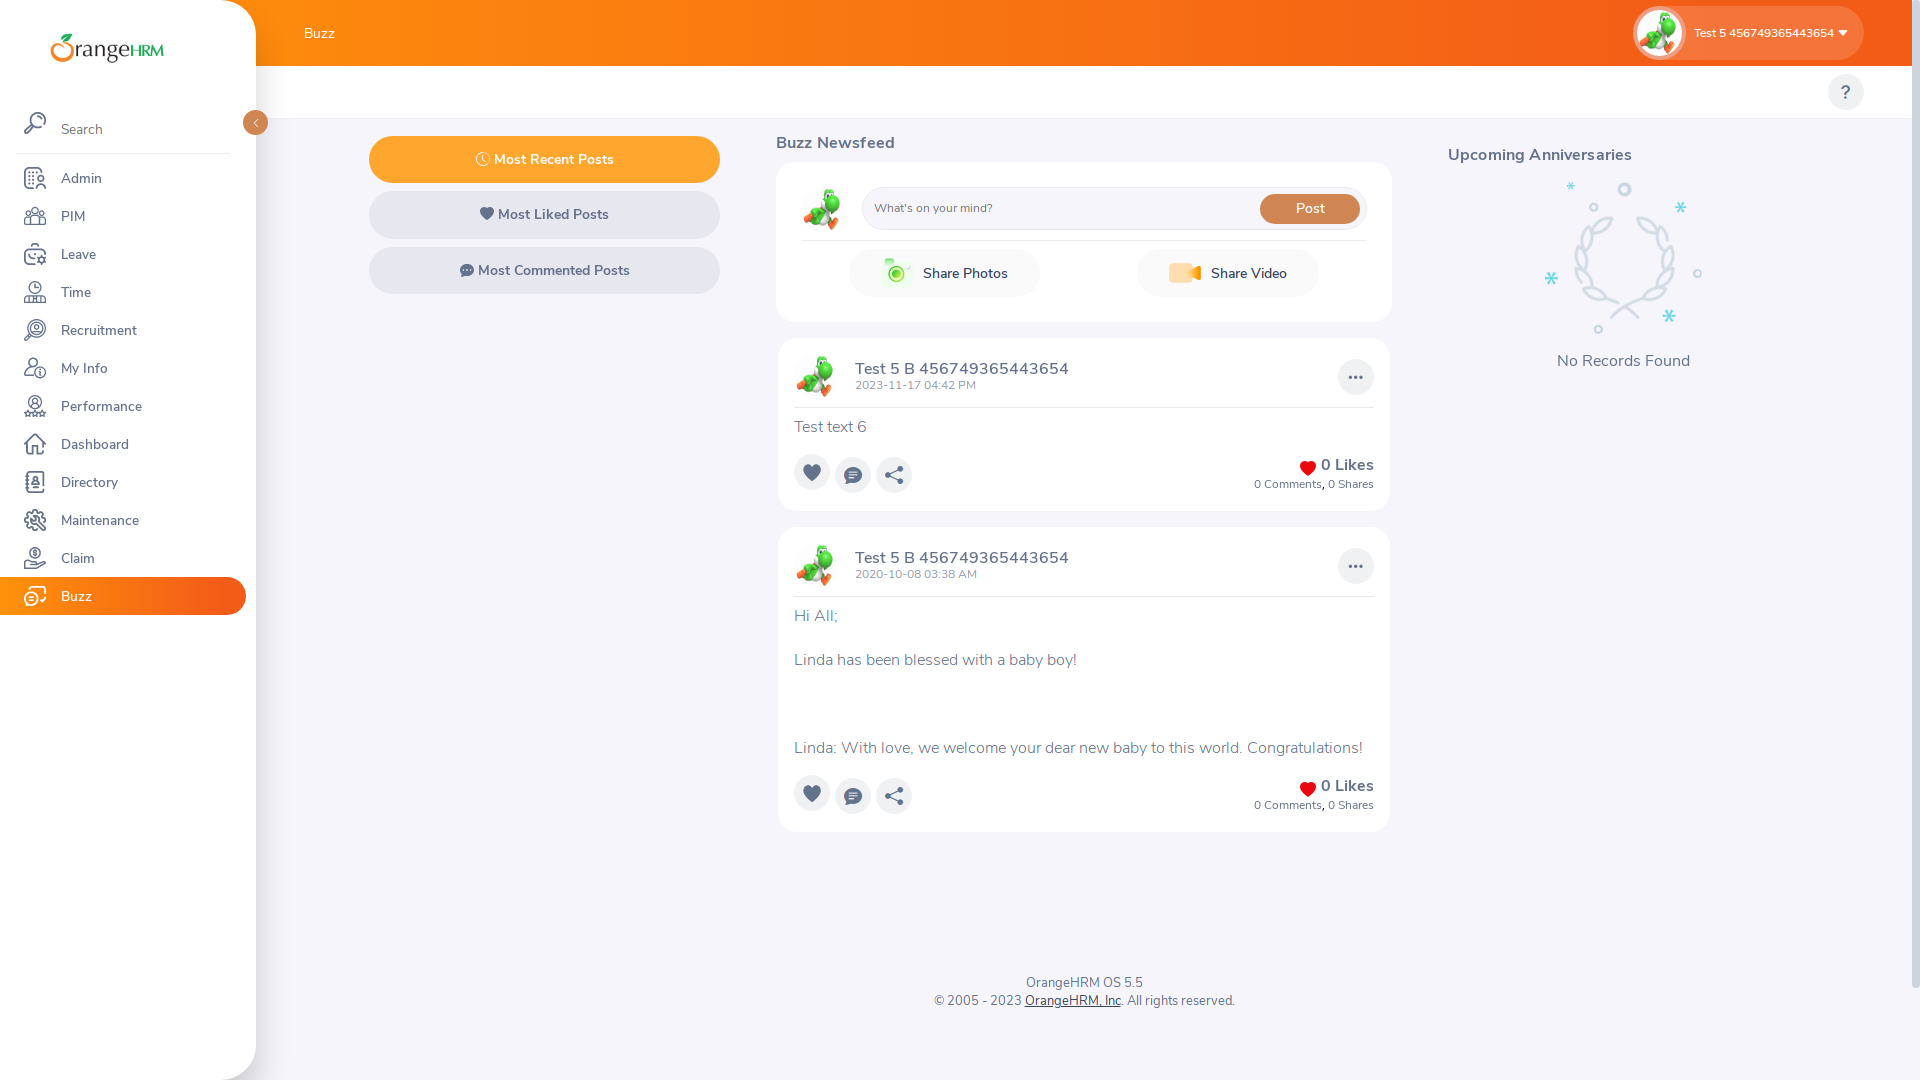 OrangeHRM
Search
Admin
PIM
Leave
Time
Recruitment
My Info
Performance
Dashboard
Directory
Maintenance
Claim
Buzz
Buzz
Test 5 456749365443654
?
Most Recent Posts
Most Liked Posts
Most Commented Posts
Buzz Newsfeed
What's on your mind?
Post
Share Photos
Share Video
Test 5 B 456749365443654
2023-11-17 04:42 PM
Test text 6
0 Likes
0 Comments, 0 Shares
Test 5 B 456749365443654
2020-10-08 03:38 AM
Hi All;
Linda has been blessed with a baby boy!
Linda: With love, we welcome your dear new baby to this world. Congratulations!
0 Likes
0 Comments, 0 Shares
Upcoming Anniversaries
No Records Found
OrangeHRM OS 5.5
© 2005 - 2023 OrangeHRM, Inc. All rights reserved.